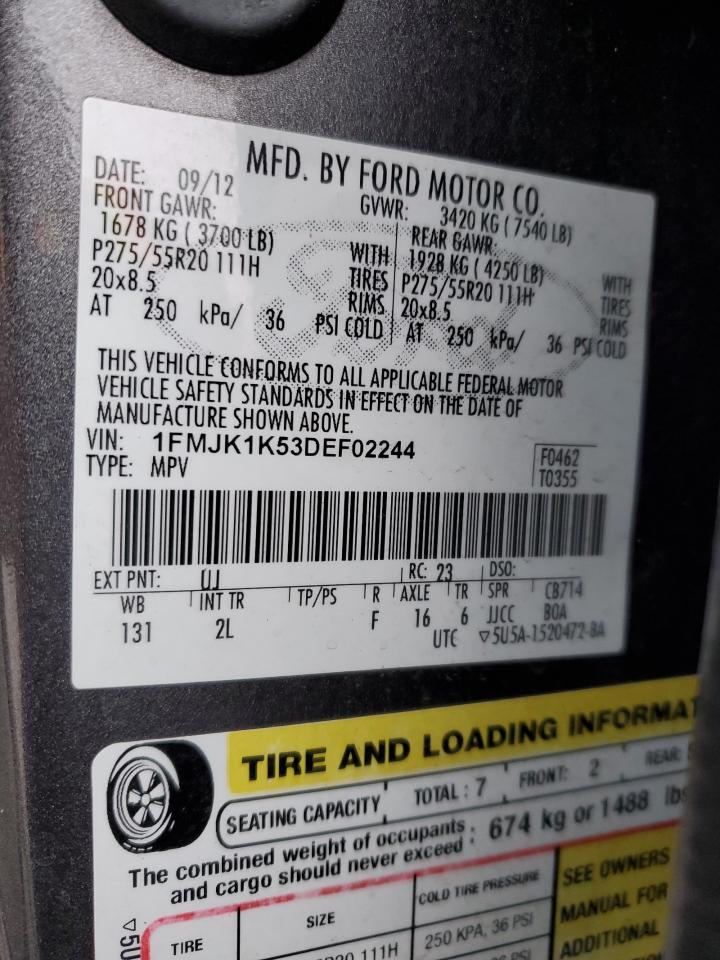 MFD. BY FORD MOTOR CO.
DATE: 09/12 GVWR: 3420 KG ( 7540 LB)
FRONT GAWR: REAR GAWR:
1678 KG ( 3700 LB) WITH 1928 KG ( 4250 LB) WITH
P275/55R20 111H TIRES P275/55R20 111H TIRES
20x8.5 RIMS 20x8.5 RIMS
AT 250 kPa/ 36 PSI COLD AT 250 kPa/ 36 PSI COLD
THIS VEHICLE CONFORMS TO ALL APPLICABLE FEDERAL MOTOR
VEHICLE SAFETY STANDARDS IN EFFECT ON THE DATE OF
MANUFACTURE SHOWN ABOVE.
VIN: 1FMJK1K53DEF02244
TYPE: MPV
F0462
T0355
EXT PNT: UJ RC: 23 DSO:
WB INT TR TP/PS R AXLE TR SPR CB714
131 2L F 16 6 JJCC BOA
UTC ▽5U5A-1520472-BA
TIRE AND LOADING INFORMAT
SEATING CAPACITY TOTAL : 7 FRONT: 2 REAR:
The combined weight of occupants : 674 kg or 1488 lbs
and cargo should never exceed
▽5U
TIRE SIZE COLD TIRE PRESSURE
R20 111H 250 KPA, 36 PSI
PSI
SEE OWNERS
MANUAL FOR
ADDITIONAL